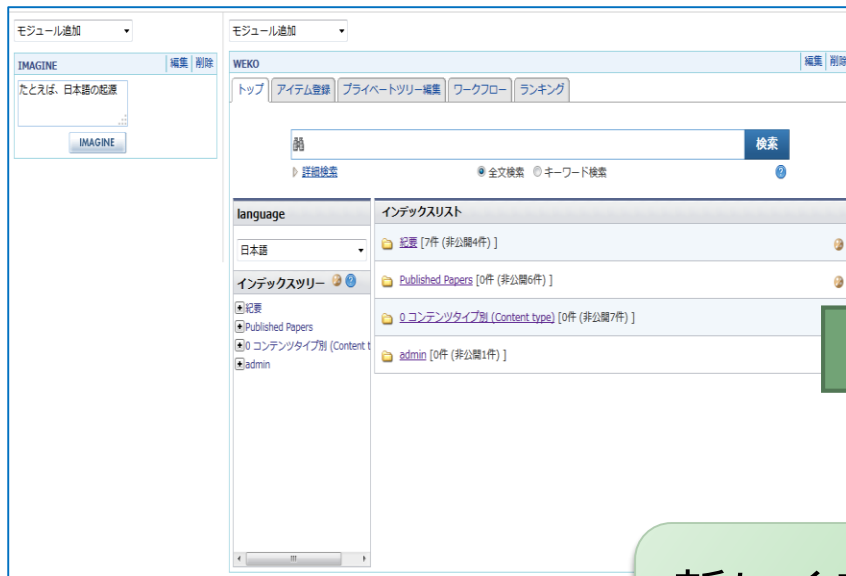 モジュール追加
IMAGINE
編集 削除
たとえば、日本語の起源
IMAGINE
モジュール追加
WEKO
編集 削除
トップ
アイテム登録
プライベートツリー編集
ワークフロー
ランキング
検索
詳細検索
全文検索 キーワード検索
language
日本語
インデックスツリー
紀要
Published Papers
0 コンテンツタイプ別 (Content t
admin
インデックスリスト
紀要 [7件 (非公開4件) ]
Published Papers [0件 (非公開6件) ]
0 コンテンツタイプ別 (Content type) [0件 (非公開7件) ]
admin [0件 (非公開1件) ]